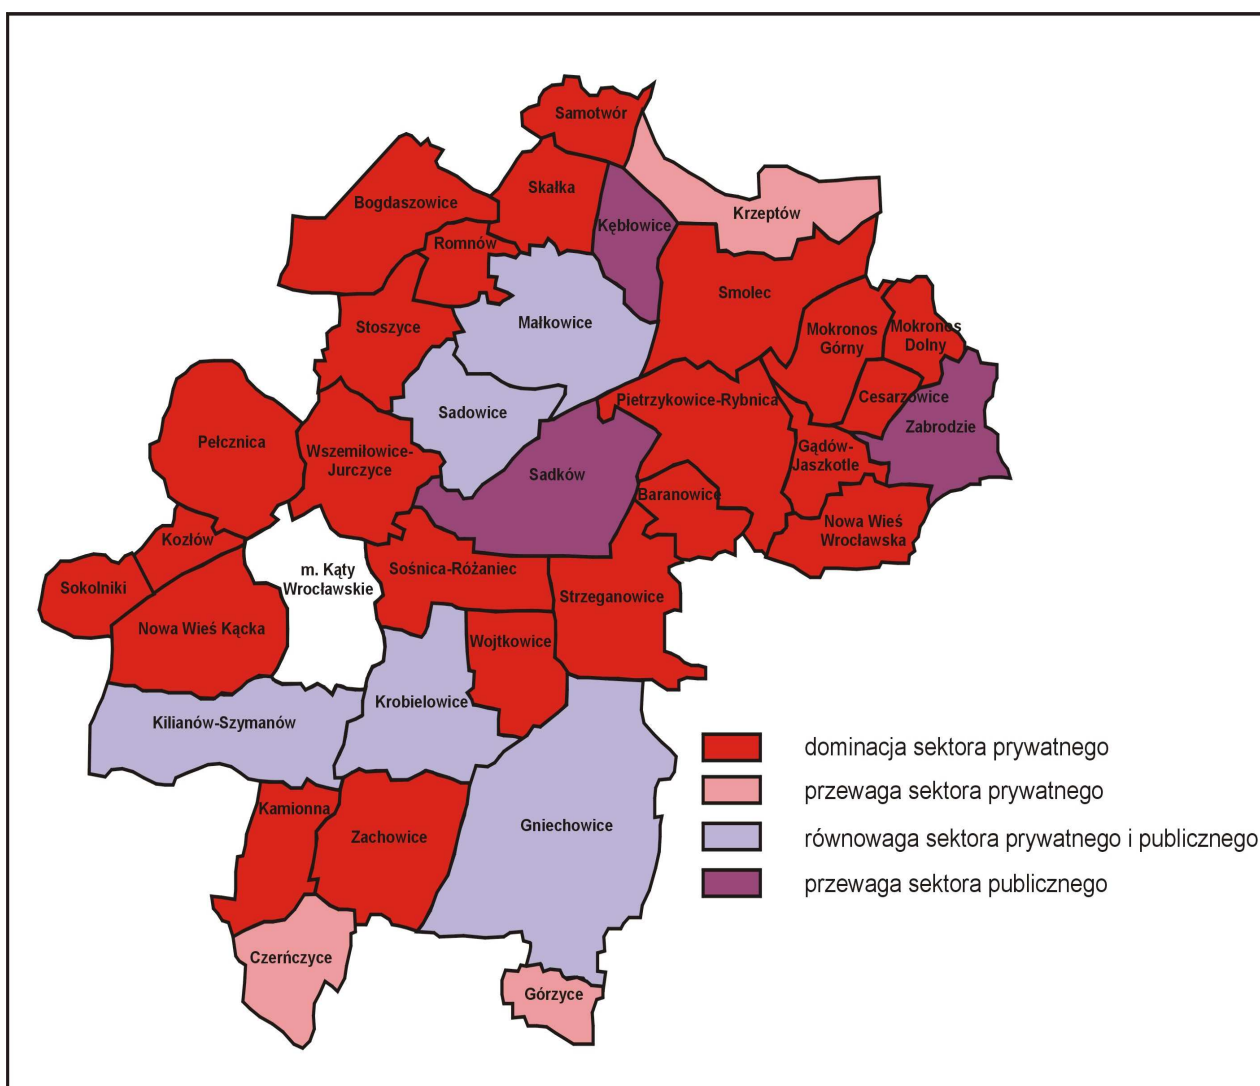 Samotwór
Skałka
Bogdaszowice
Kębłowice
Krzeptów
Romnów
Smolec
Małkowice
Stoszyce
Mokronos
Górny
Mokronos
Dolny
Pietrzykowice-Rybnica
Cesarzowice
Sadowice
Zabrodzie
Pełcznica
Wszemiłowice-
Jurczyce
Gądów-
Jaszkotle
Sadków
Baranowice
Nowa Wieś
Wrocławska
Kozłów
m. Kąty
Wrocławskie
Sośnica-Różaniec
Sokolniki
Strzeganowice
Nowa Wieś Kącka
Wojtkowice
Krobielowice
Kilianów-Szymanów
Kamionna
Zachowice
Gniechowice
Czerńczyce
Górzyce
dominacja sektora prywatnego
przewaga sektora prywatnego
równowaga sektora prywatnego i publicznego
przewaga sektora publicznego